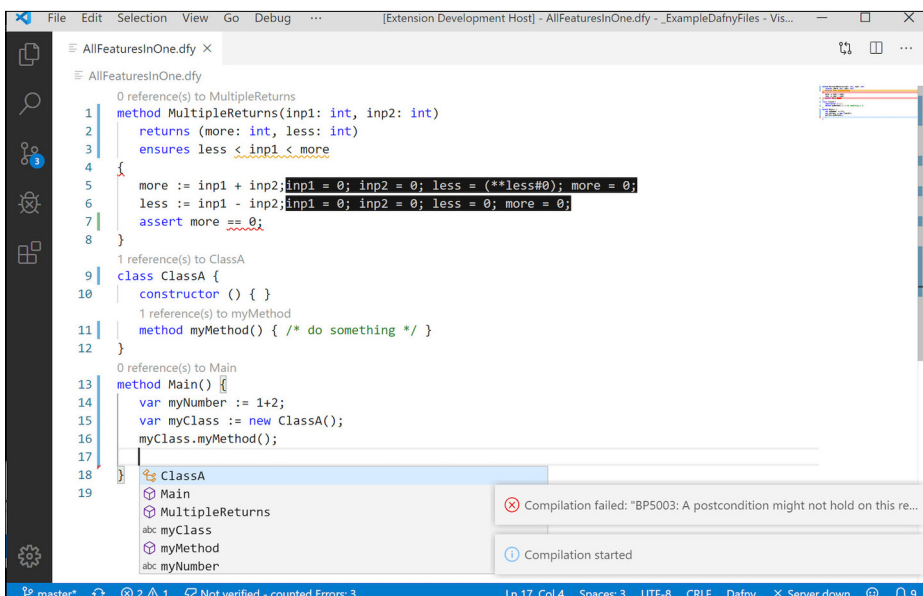 File Edit Selection View Go Debug ··· [Extension Development Host] - AllFeaturesInOne.dfy - _ExampleDafnyFiles - Vis...
AllFeaturesInOne.dfy
AllFeaturesInOne.dfy
0 reference(s) to MultipleReturns
1 method MultipleReturns(inp1: int, inp2: int)
2 returns (more: int, less: int)
3 ensures less < inp1 < more
4 {
5 more := inp1 + inp2;inp1 = 0; inp2 = 0; less = (**less#0); more = 0;
6 less := inp1 - inp2;inp1 = 0; inp2 = 0; less = 0; more = 0;
7 assert more == 0;
8 }
1 reference(s) to ClassA
9 class ClassA {
10 constructor () { }
1 reference(s) to myMethod
11 method myMethod() { /* do something */ }
12 }
0 reference(s) to Main
13 method Main() {
14 var myNumber := 1+2;
15 var myClass := new ClassA();
16 myClass.myMethod();
17
18 }
19
ClassA
Main
MultipleReturns
abc myClass
myMethod
abc myNumber
3
Compilation failed: "BP5003: A postcondition might not hold on this re...
Compilation started
master* 2 1 Not verified - counted Errors: 3 Ln 17, Col 4 Spaces: 3 UTF-8 CRLF Dafny Server down 9